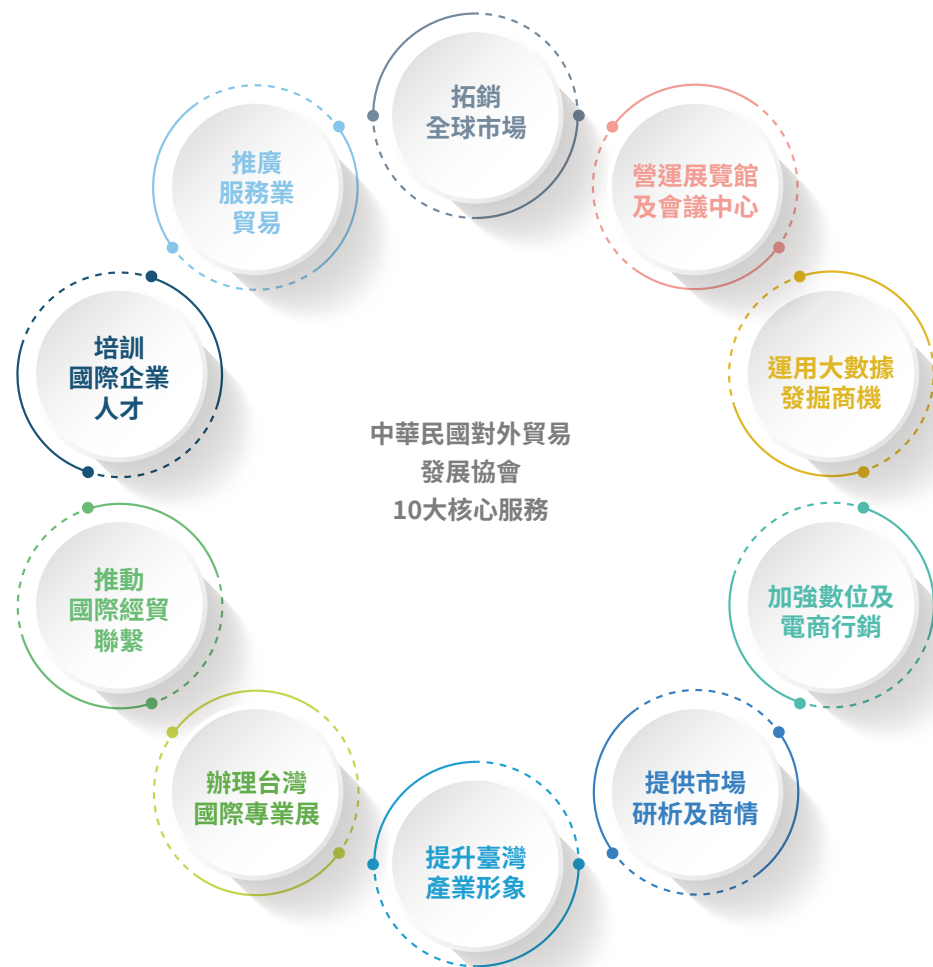 拓銷
全球市場
營運展覽館
及會議中心
運用大數據
發掘商機
加強數位及
電商行銷
提供市場
研析及商情
提升臺灣
產業形象
辦理台灣
國際專業展
推動
國際經貿
聯繫
培訓
國際企業
人才
推廣
服務業
貿易
中華民國對外貿易
發展協會
10大核心服務